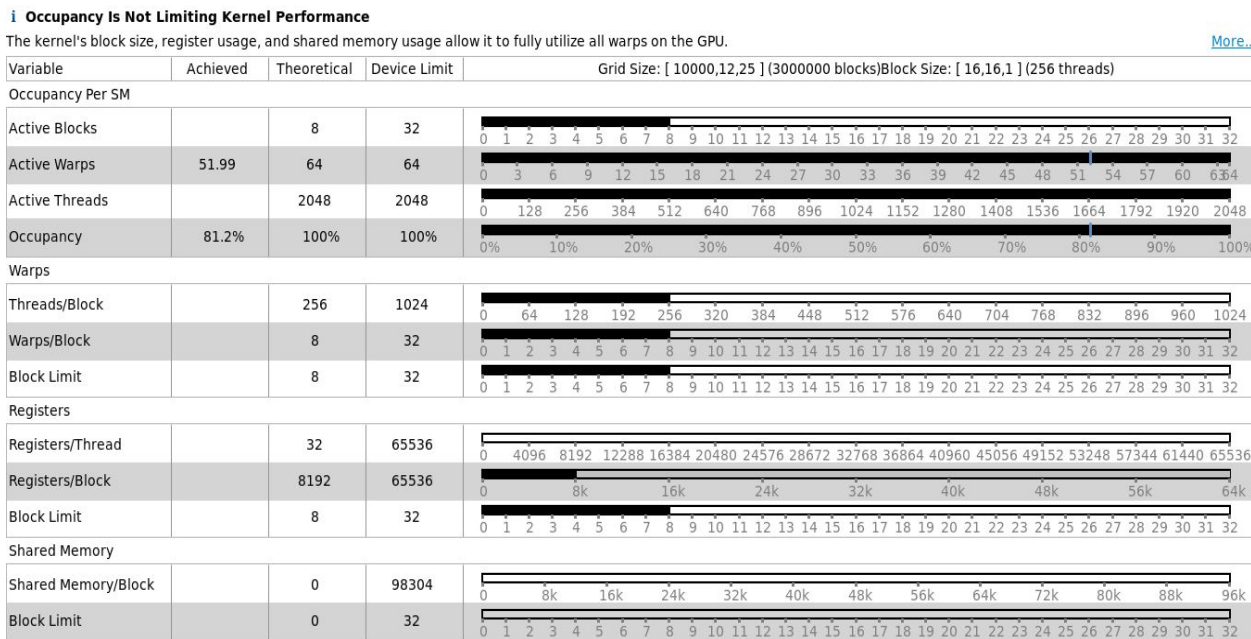 i Occupancy Is Not Limiting Kernel Performance
The kernel's block size, register usage, and shared memory usage allow it to fully utilize all warps on the GPU. More...
Variable Achieved Theoretical Device Limit Grid Size: [ 10000,12,25 ] (3000000 blocks)Block Size: [ 16,16,1 ] (256 threads)
Occupancy Per SM
Active Blocks 8 32
0 1 2 3 4 5 6 7 8 9 10 11 12 13 14 15 16 17 18 19 20 21 22 23 24 25 26 27 28 29 30 31 32
Active Warps 51.99 64 64
0 3 6 9 12 15 18 21 24 27 30 33 36 39 42 45 48 51 54 57 60 63 64
Active Threads 2048 2048
0 128 256 384 512 640 768 896 1024 1152 1280 1408 1536 1664 1792 1920 2048
Occupancy 81.2% 100% 100%
0% 10% 20% 30% 40% 50% 60% 70% 80% 90% 100%
Warps
Threads/Block 256 1024
0 64 128 192 256 320 384 448 512 576 640 704 768 832 896 960 1024
Warps/Block 8 32
0 1 2 3 4 5 6 7 8 9 10 11 12 13 14 15 16 17 18 19 20 21 22 23 24 25 26 27 28 29 30 31 32
Block Limit 8 32
0 1 2 3 4 5 6 7 8 9 10 11 12 13 14 15 16 17 18 19 20 21 22 23 24 25 26 27 28 29 30 31 32
Registers
Registers/Thread 32 65536
0 4096 8192 12288 16384 20480 24576 28672 32768 36864 40960 45056 49152 53248 57344 61440 65536
Registers/Block 8192 65536
0 8k 16k 24k 32k 40k 48k 56k 64k
Block Limit 8 32
0 1 2 3 4 5 6 7 8 9 10 11 12 13 14 15 16 17 18 19 20 21 22 23 24 25 26 27 28 29 30 31 32
Shared Memory
Shared Memory/Block 0 98304
0 8k 16k 24k 32k 40k 48k 56k 64k 72k 80k 88k 96k
Block Limit 0 32
0 1 2 3 4 5 6 7 8 9 10 11 12 13 14 15 16 17 18 19 20 21 22 23 24 25 26 27 28 29 30 31 32